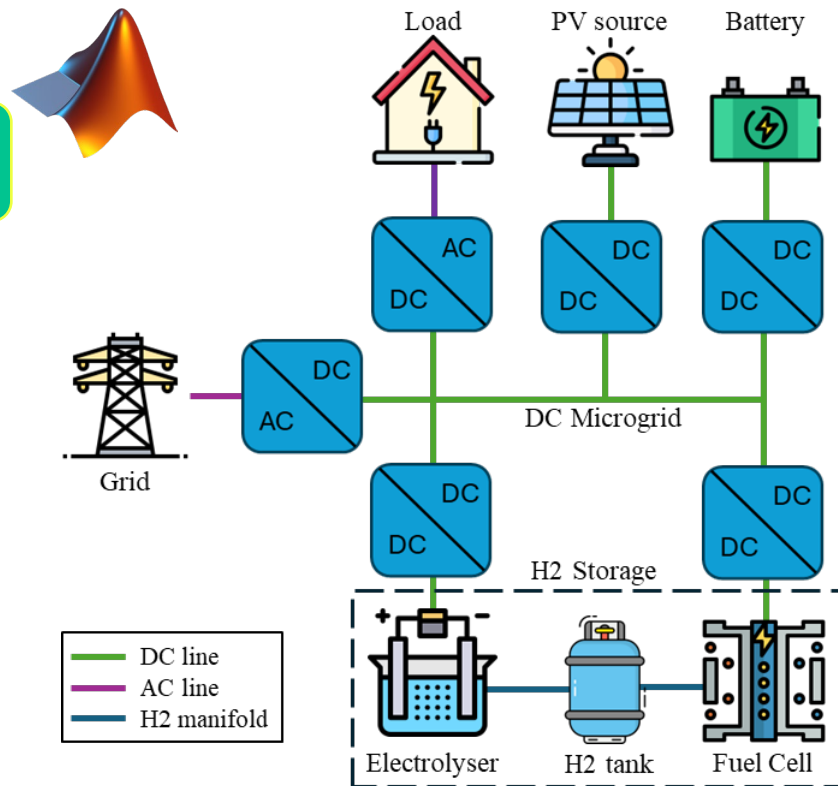 Load
PV source
Battery
AC
DC
DC
DC
DC
DC
DC
AC
DC Microgrid
Grid
DC
DC
DC
DC
H2 Storage
DC line
AC line
H2 manifold
+
−
Electrolyser
H2 tank
Fuel Cell